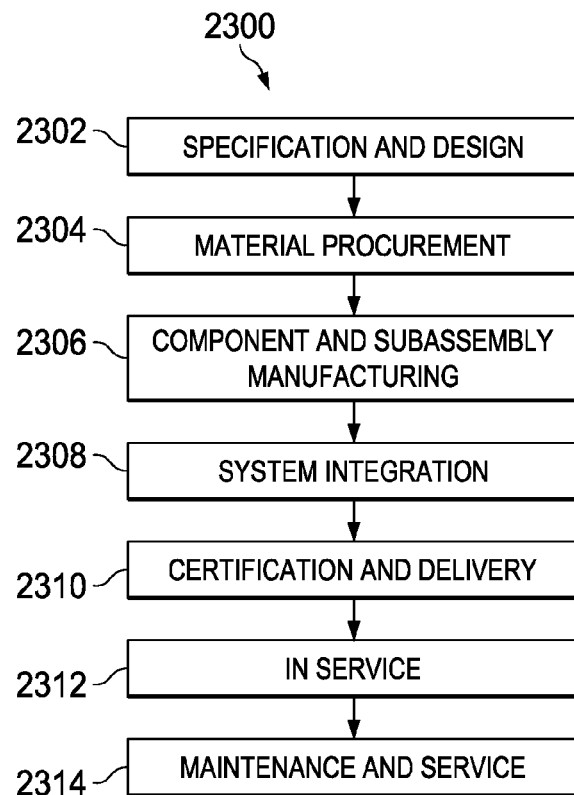 2300
2302
SPECIFICATION AND DESIGN
2304
MATERIAL PROCUREMENT
2306
COMPONENT AND SUBASSEMBLY
MANUFACTURING
2308
SYSTEM INTEGRATION
2310
CERTIFICATION AND DELIVERY
2312
IN SERVICE
2314
MAINTENANCE AND SERVICE